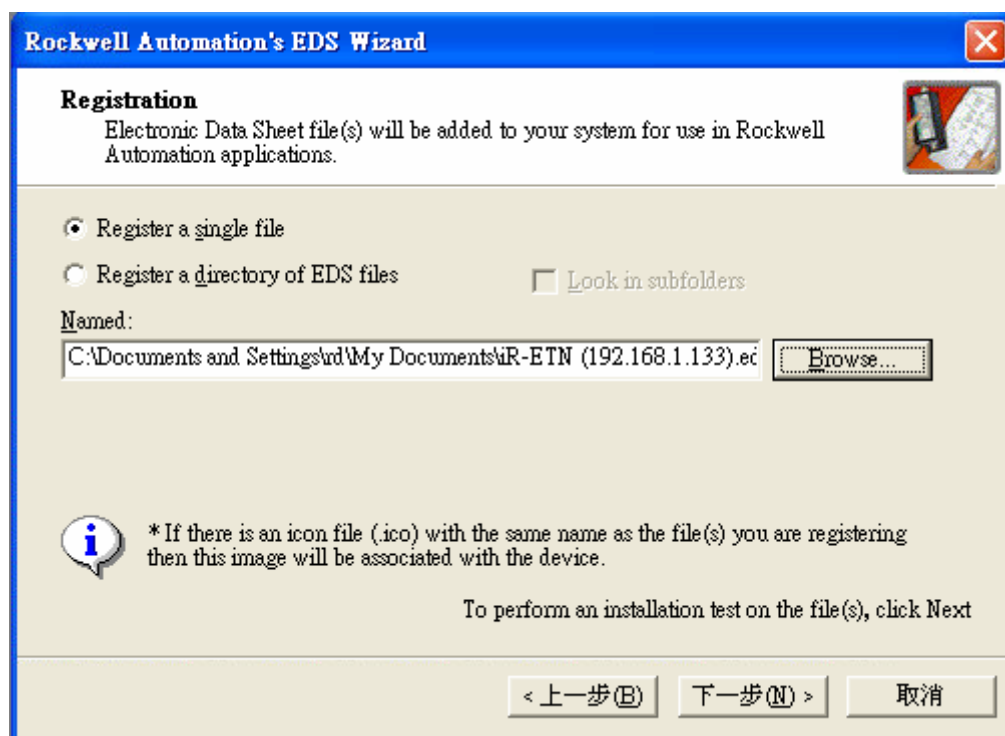 Rockwell Automation's EDS Wizard
Registration
Electronic Data Sheet file(s) will be added to your system for use in Rockwell
Automation applications.
Register a single file
Register a directory of EDS files
Look in subfolders
Named:
C:\Documents and Settings\rd\My Documents\iR-ETN (192.168.1.133).ed
Browse...
* If there is an icon file (.ico) with the same name as the file(s) you are registering
then this image will be associated with the device.
To perform an installation test on the file(s), click Next
< 上一步(B)
下一步(N) >
取消